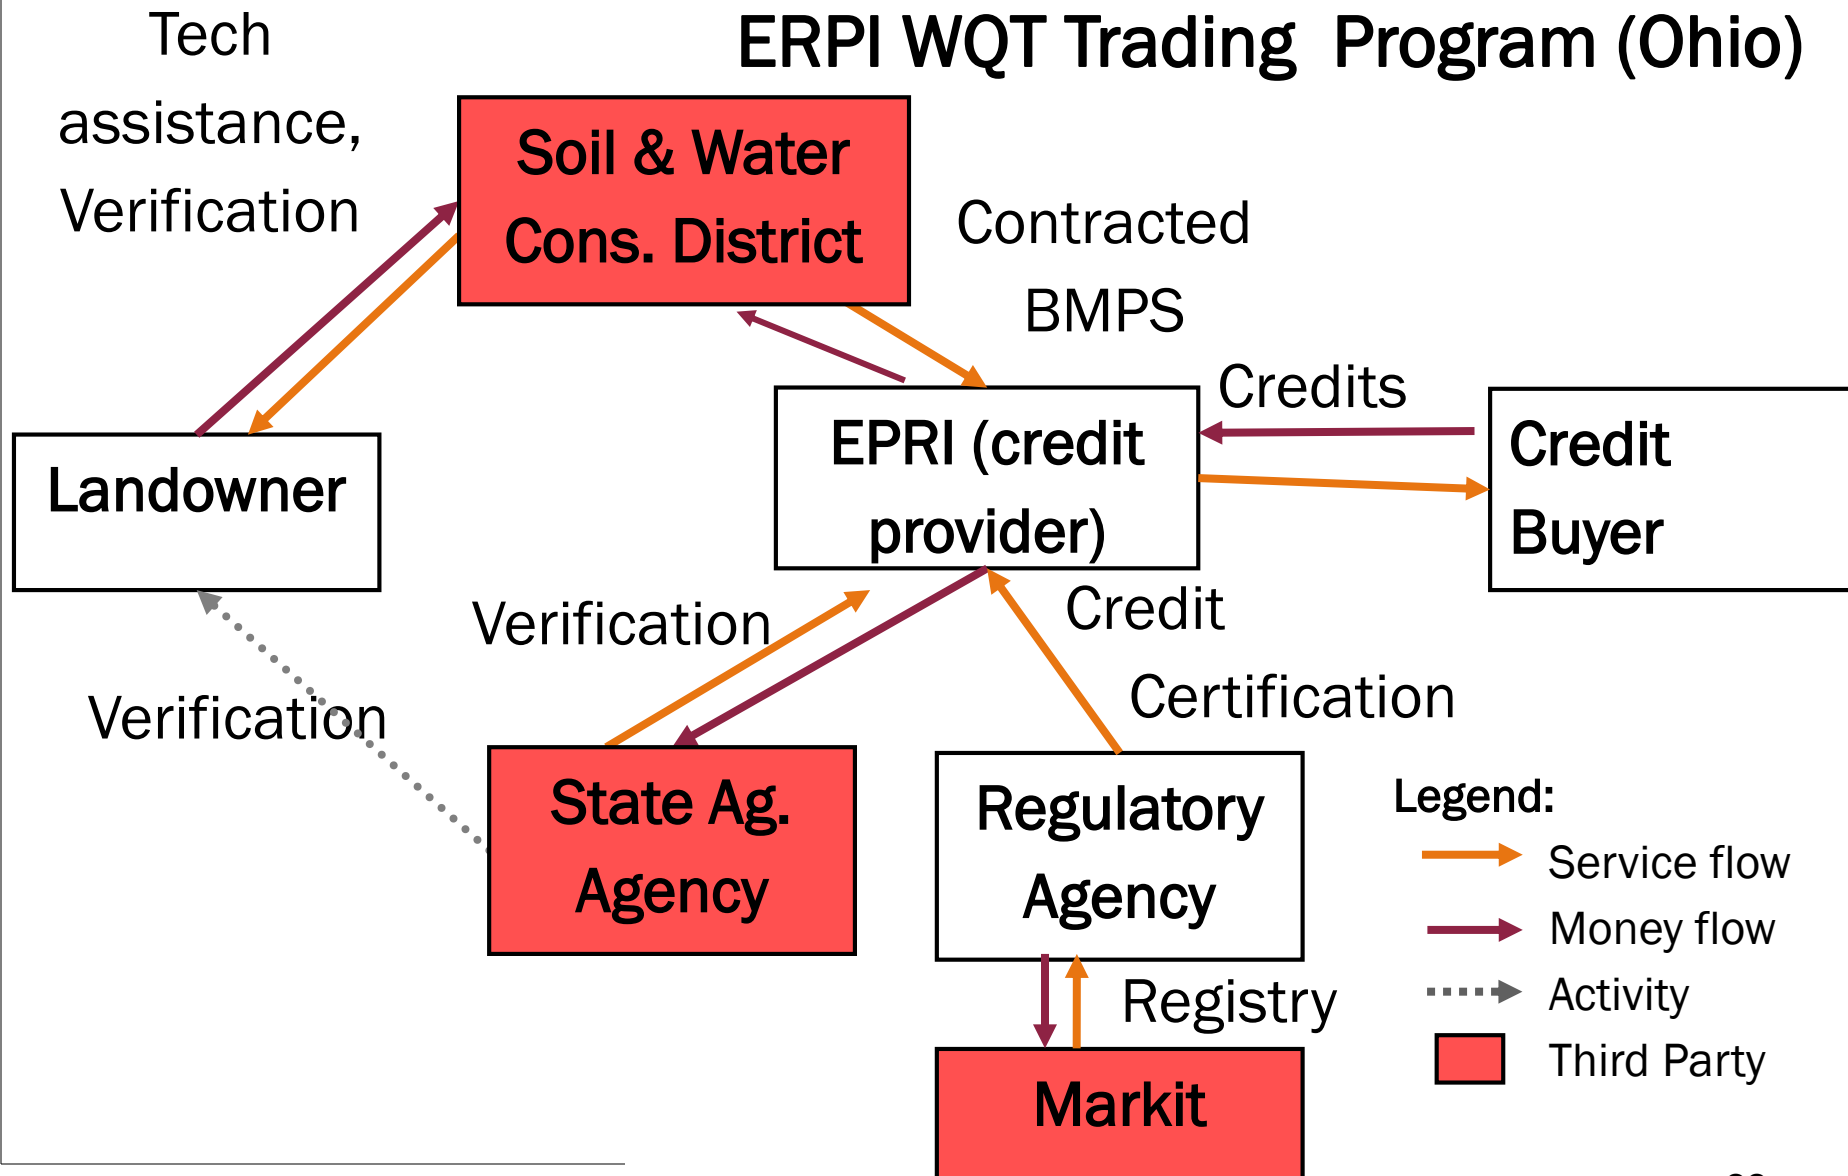 ERPI WQT Trading Program (Ohio)
Tech
assistance,
Verification
Soil & Water
Cons. District
Contracted
BMPS
Credits
Landowner
EPRI (credit
provider)
Credit
Buyer
Verification
Credit
Certification
Verification
State Ag.
Agency
Regulatory
Agency
Registry
Markit
Legend:
Service flow
Money flow
Activity
Third Party